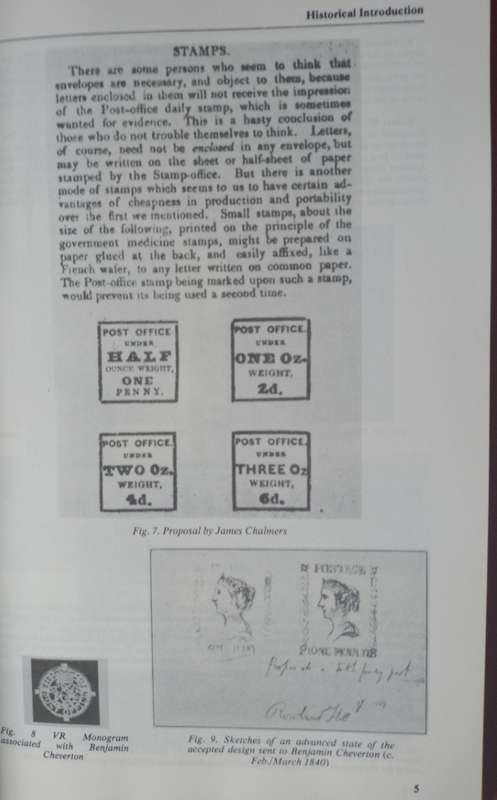 Historical Introduction
STAMPS.
There are some persons who seem to think that
envelopes are necessary, and object to them, because
letters enclosed in them will not receive the impression
of the Post-office daily stamp, which is sometimes
wanted for evidence. This is a hasty conclusion of
those who do not trouble themselves to think. Letters,
of course, need not be enclosed in any envelope, but
may be written on the sheet or half-sheet of paper
stamped by the Stamp-office. But there is another
mode of stamps which seems to us to have certain ad-
vantages of cheapness in production and portability
over the first we mentioned. Small stamps, about the
size of the following, printed on the principle of the
government medicine stamps, might be prepared on
paper glued at the back, and easily affixed, like a
French wafer, to any letter written on common paper.
The Post-office stamp being marked upon such a stamp,
would prevent its being used a second time.
POST OFFICE.
UNDER
HALF
OUNCE WEIGHT,
ONE
PENNY.
POST OFFICE.
UNDER
ONE Oz.
WEIGHT,
2d.
POST OFFICE.
UNDER
TWO Oz.
WEIGHT,
4d.
POST OFFICE.
UNDER
THREE Oz
WEIGHT,
6d.
Fig. 7. Proposal by James Chalmers
POSTAGE
ONE PENNY
Fig. 8 VR Monogram
associated with Benjamin
Cheverton
Fig. 9. Sketches of an advanced state of the
accepted design sent to Benjamin Cheverton (c.
Feb./March 1840)
5